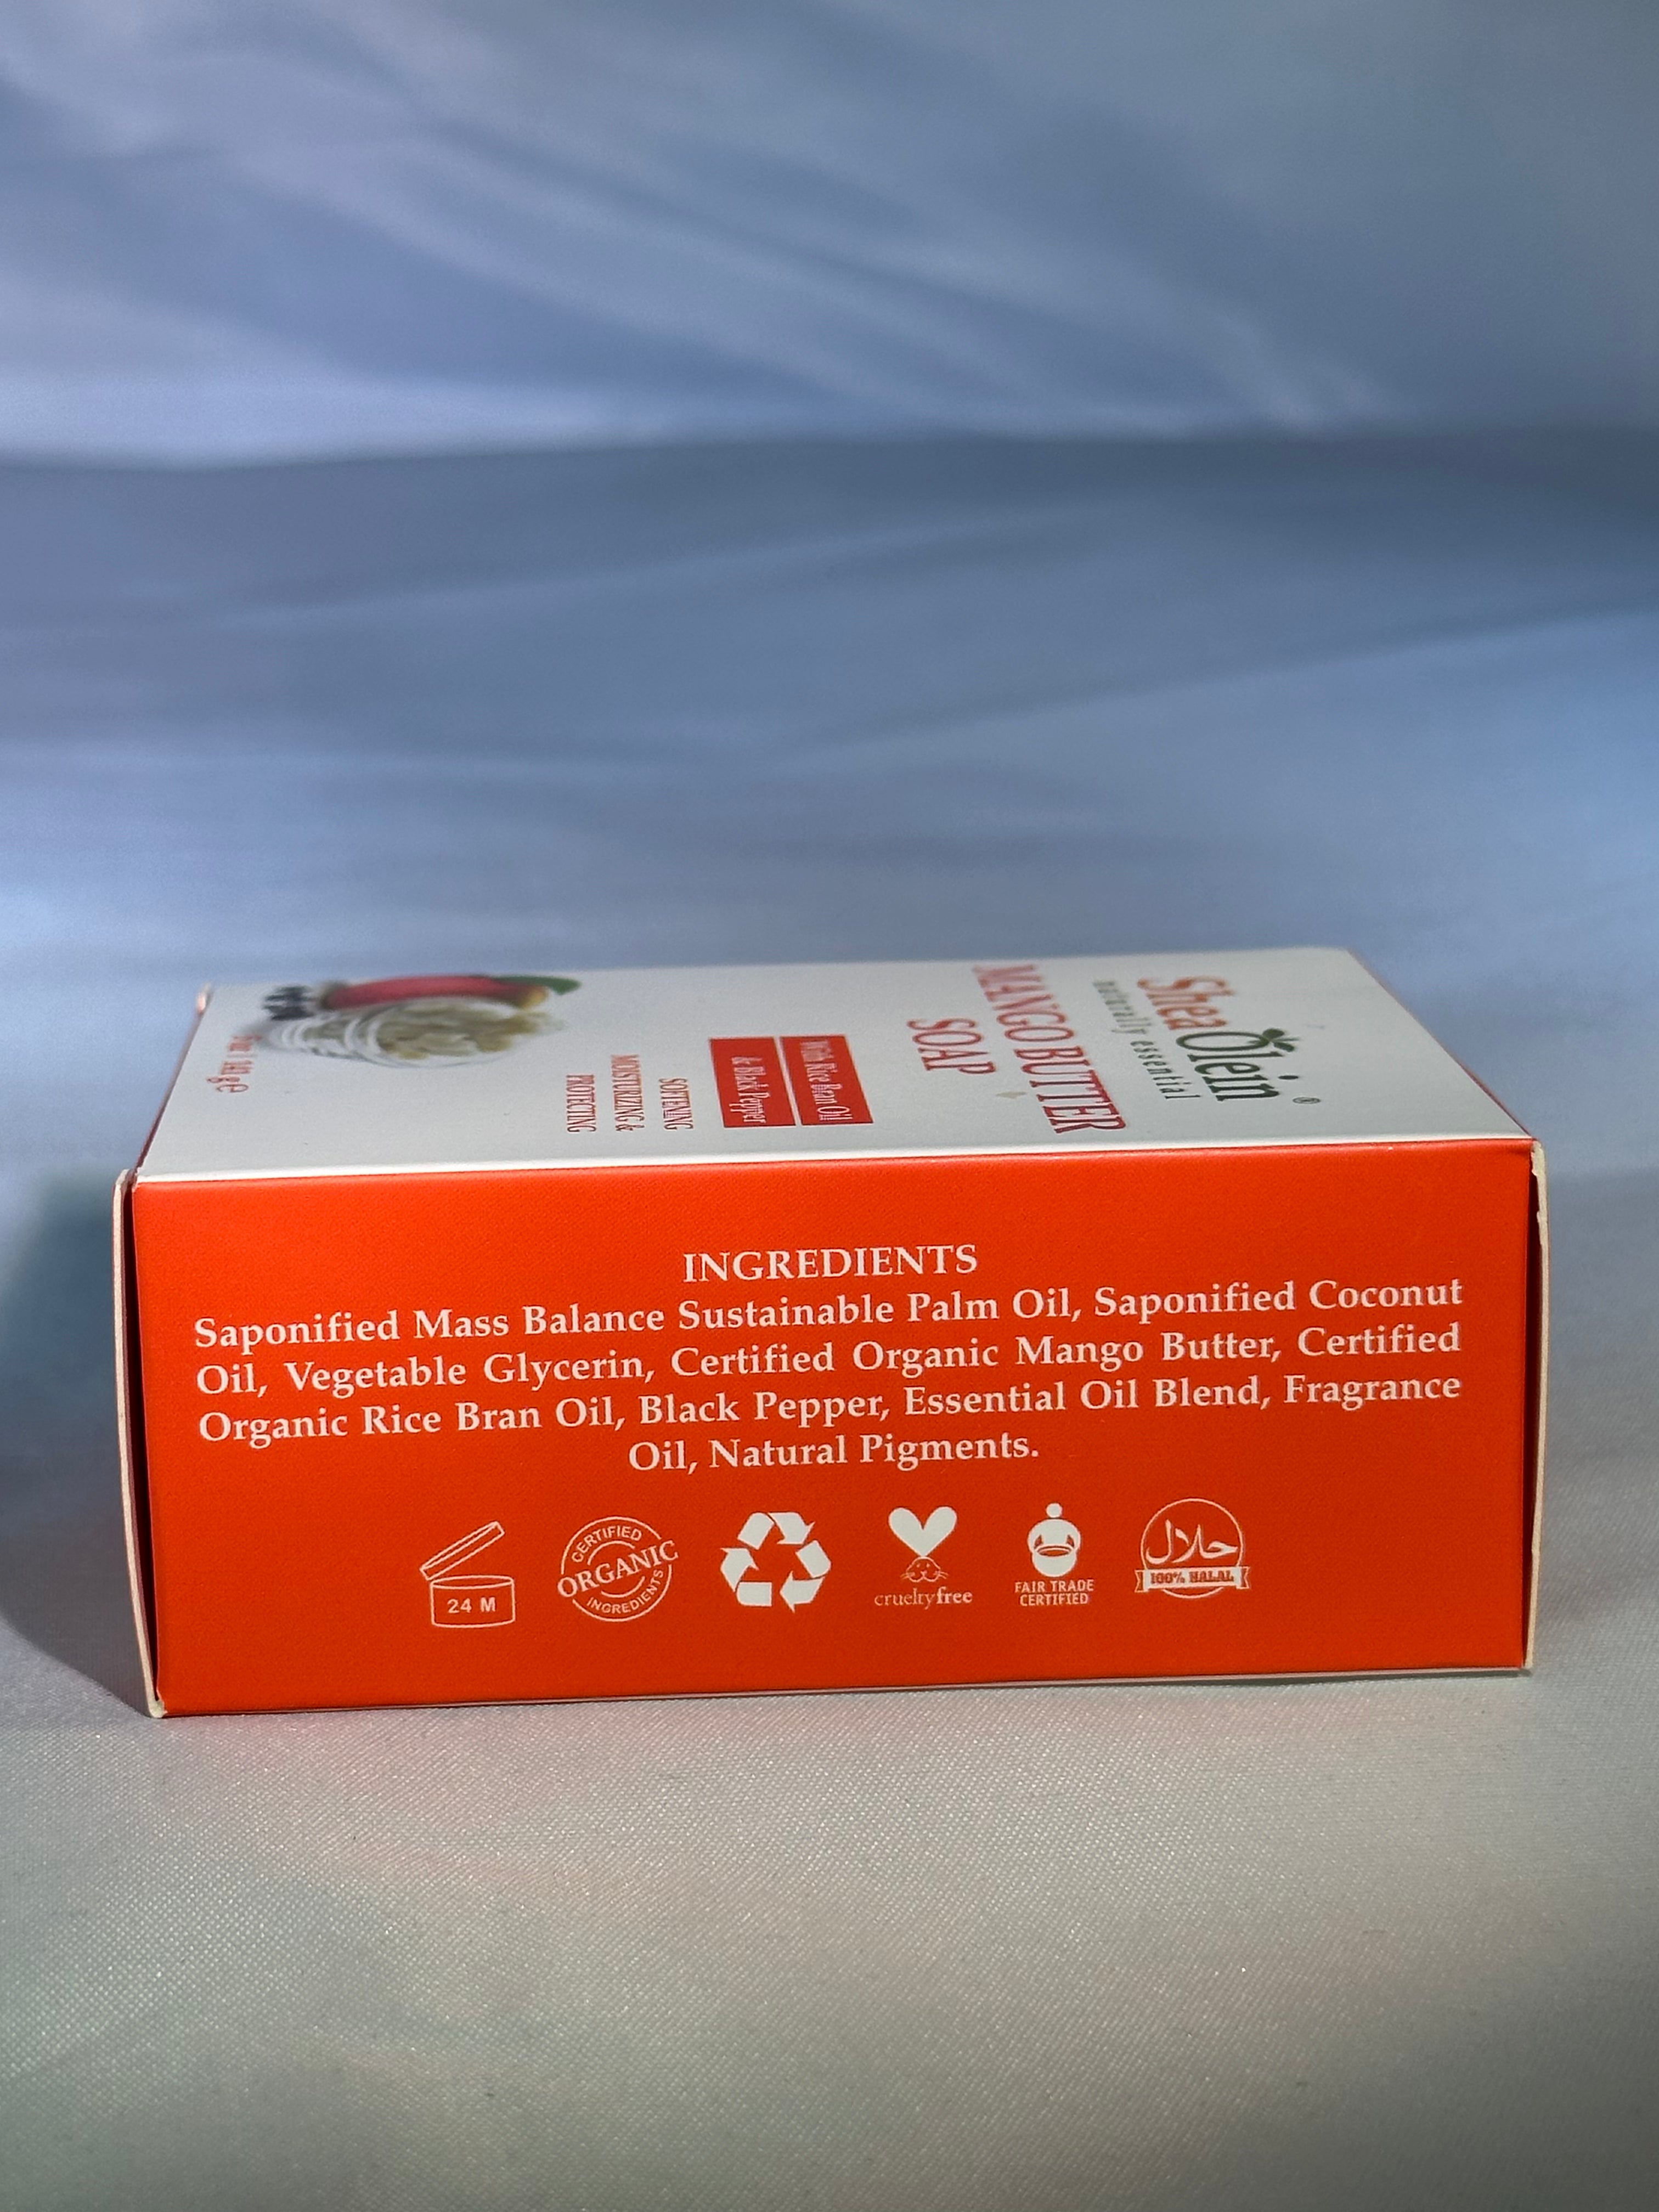 SheaOlein®
naturally essential
MANGO BUTTER
SOAP
With Rice Bran Oil
& Black Pepper
SOFTENING
MOISTURIZING &
PROTECTING
5oz | 140 g e
INGREDIENTS
Saponified Mass Balance Sustainable Palm Oil, Saponified Coconut
Oil, Vegetable Glycerin, Certified Organic Mango Butter, Certified
Organic Rice Bran Oil, Black Pepper, Essential Oil Blend, Fragrance
Oil, Natural Pigments.
24 M
CERTIFIED
ORGANIC
INGREDIENTS
crueltyfree
FAIR TRADE
CERTIFIED
حلال
100% HALAL